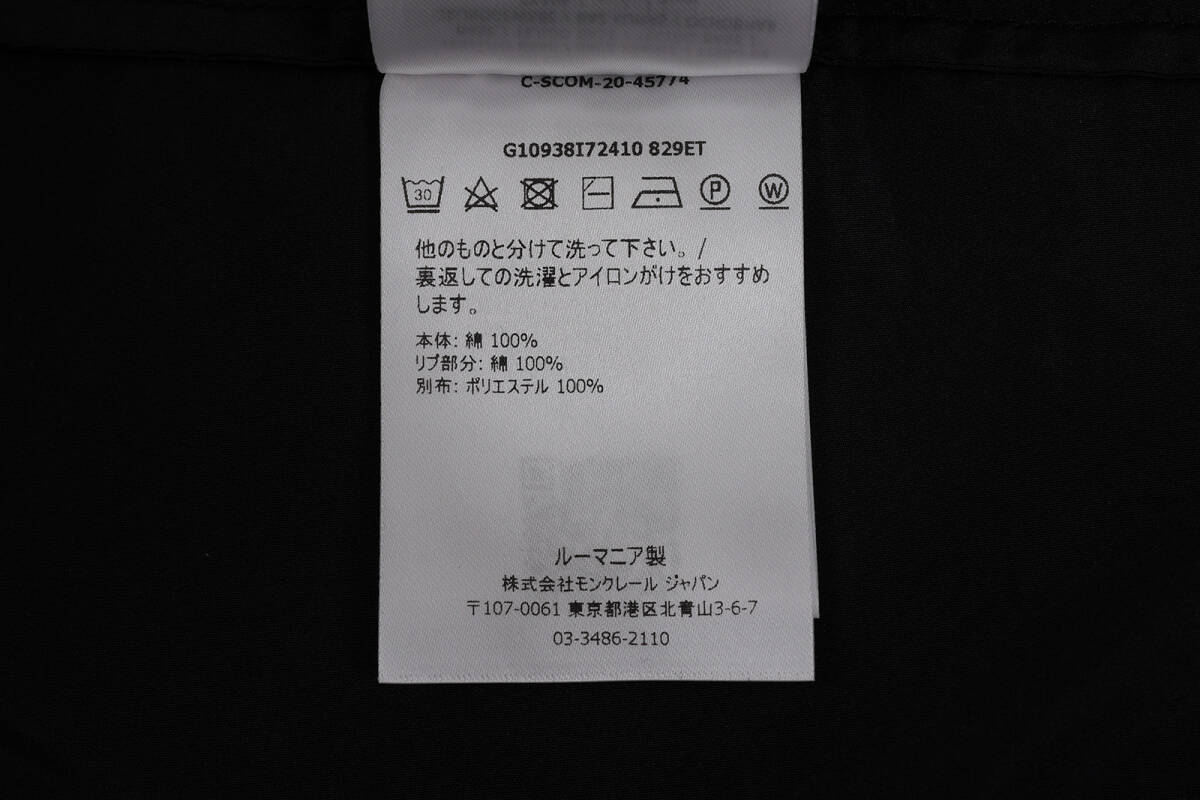 C-SCOM-20-45774
G10938I72410 829ET
30 P W
他のものと分けて洗って下さい。/
裏返しての洗濯とアイロンがけをおすすめ
します。
本体: 綿 100%
リブ部分: 綿 100%
別布: ポリエステル 100%
ルーマニア製
株式会社モンクレール ジャパン
〒107-0061 東京都港区北青山3-6-7
03-3486-2110